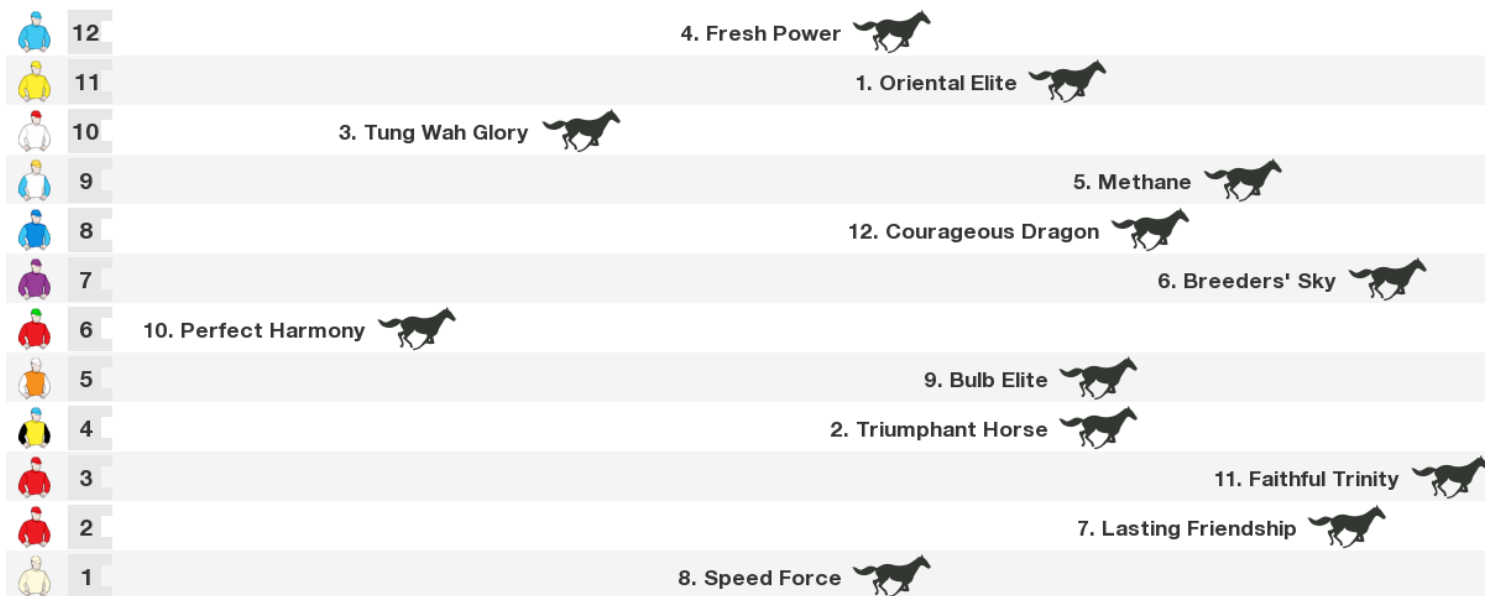 12 4. Fresh Power
11 1. Oriental Elite
10 3. Tung Wah Glory
9 5. Methane
8 12. Courageous Dragon
7 6. Breeders' Sky
6 10. Perfect Harmony
5 9. Bulb Elite
4 2. Triumphant Horse
3 11. Faithful Trinity
2 7. Lasting Friendship
1 8. Speed Force